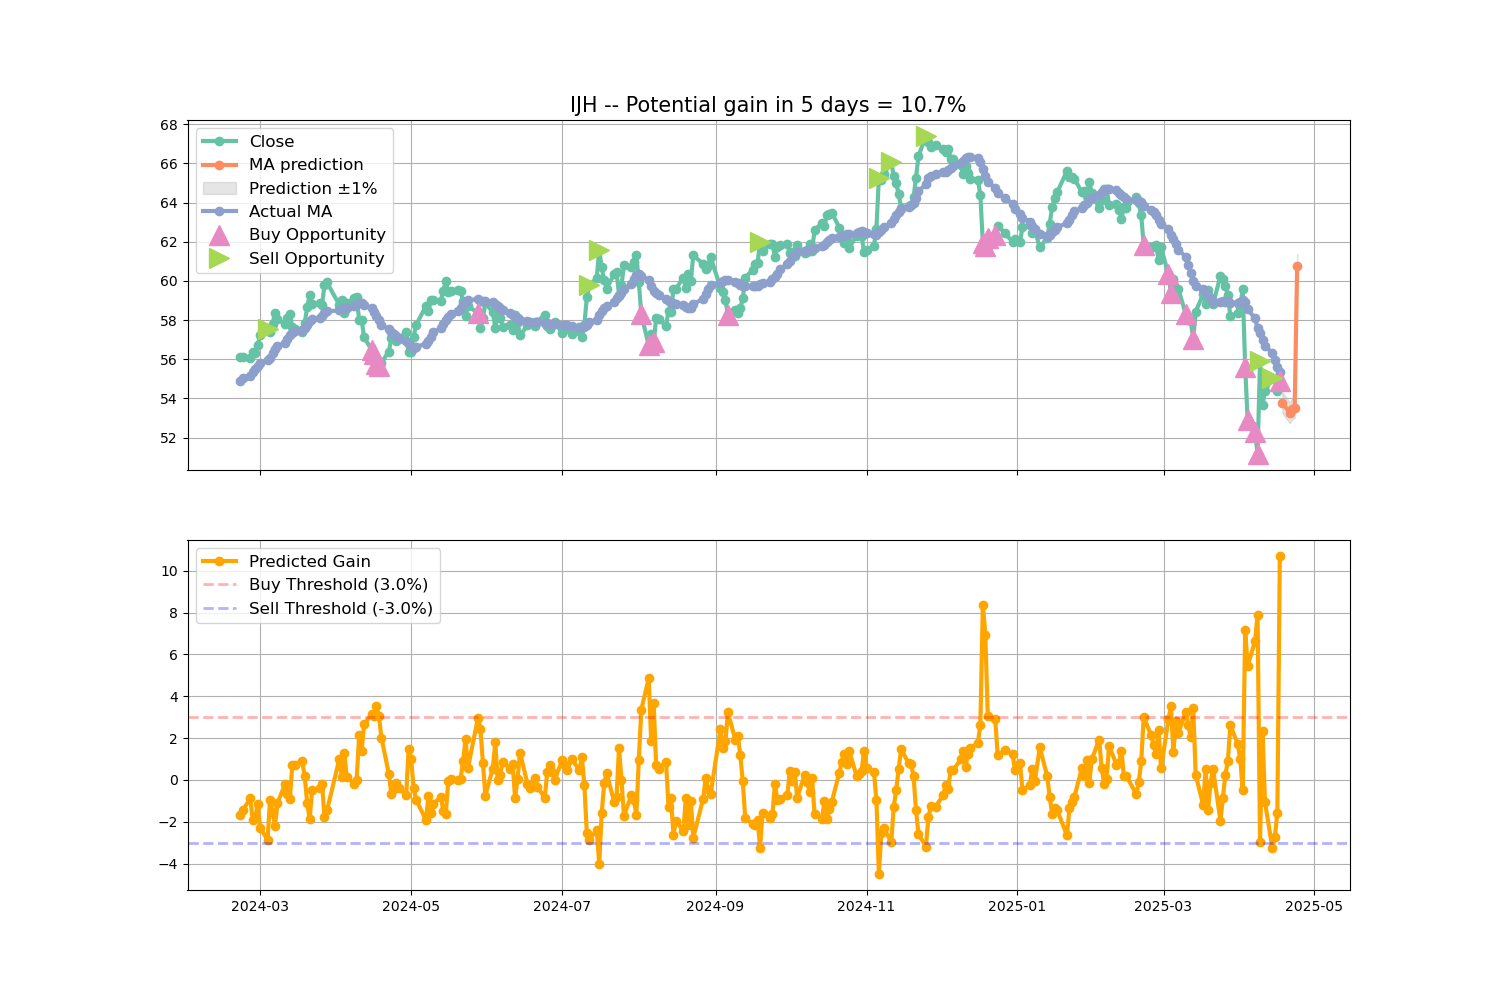 IJH -- Potential gain in 5 days = 10.7%
68
66
64
62
60
58
56
54
52
Close
MA prediction
Prediction ±1%
Actual MA
Buy Opportunity
Sell Opportunity
10
8
6
4
2
0
−2
−4
Predicted Gain
Buy Threshold (3.0%)
Sell Threshold (-3.0%)
2024-03 2024-05 2024-07 2024-09 2024-11 2025-01 2025-03 2025-05